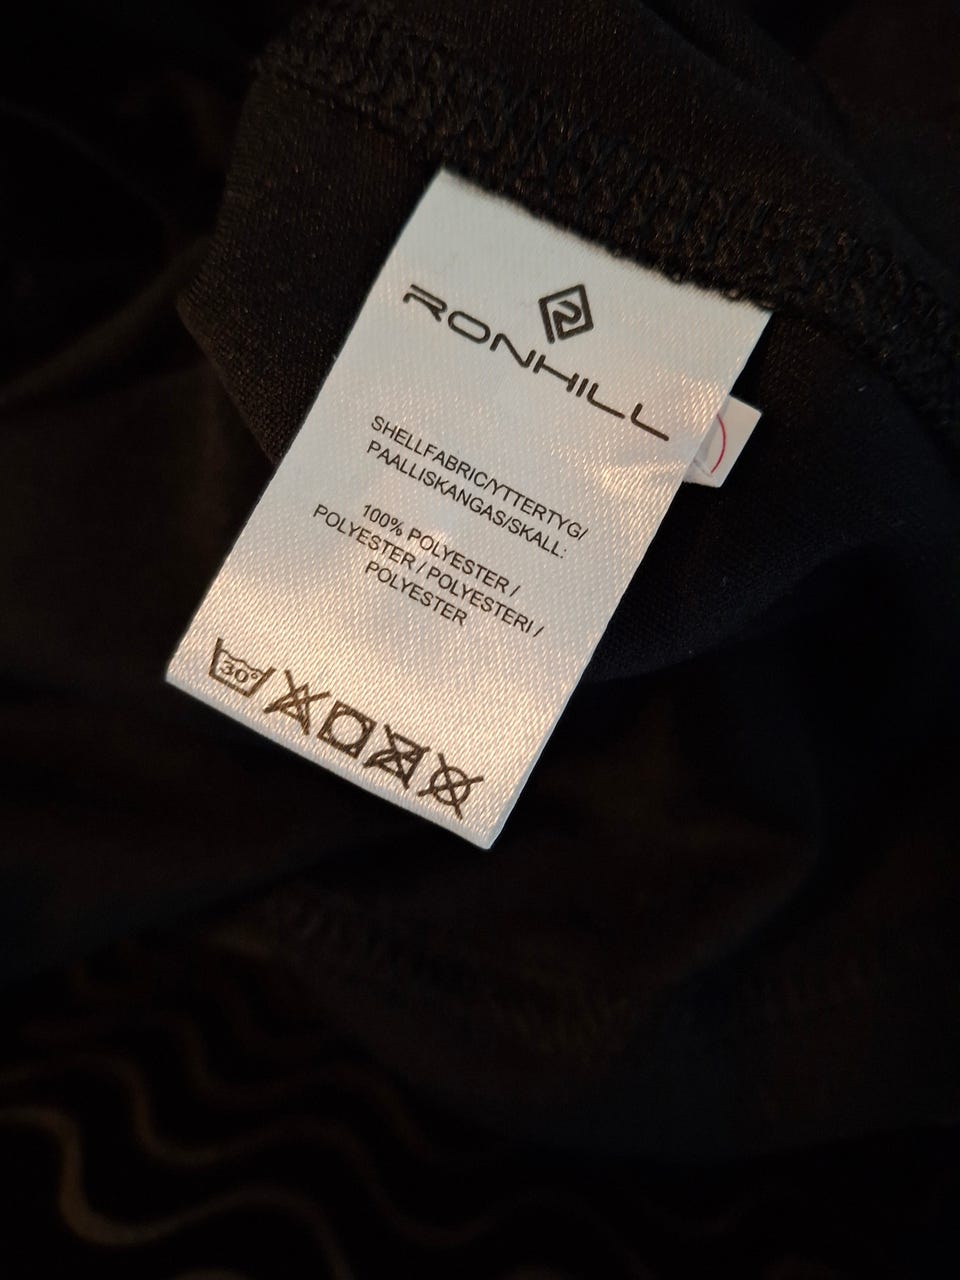 RONHILL
SHELLFABRIC/YTTERTYG/
PAALLISKANGAS/SKALL:
100% POLYESTER /
POLYESTER / POLYESTERI /
POLYESTER
30°